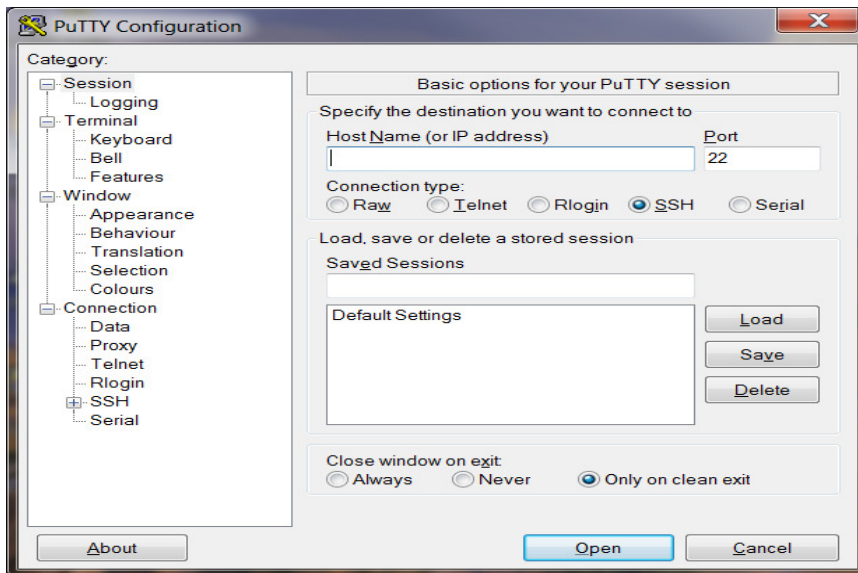 PuTTY Configuration
Category:
Session
Logging
Terminal
Keyboard
Bell
Features
Window
Appearance
Behaviour
Translation
Selection
Colours
Connection
Data
Proxy
Telnet
Rlogin
SSH
Serial
Basic options for your PuTTY session
Specify the destination you want to connect to
Host Name (or IP address) Port
22
Connection type:
Raw Telnet Rlogin SSH Serial
Load, save or delete a stored session
Saved Sessions
Default Settings
Load
Save
Delete
Close window on exit:
Always Never Only on clean exit
About Open Cancel